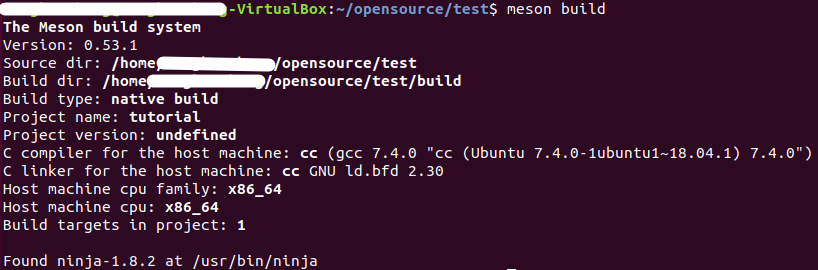 -VirtualBox:~/opensource/test$ meson build
The Meson build system
Version: 0.53.1
Source dir: /home/opensource/test
Build dir: /home/opensource/test/build
Build type: native build
Project name: tutorial
Project version: undefined
C compiler for the host machine: cc (gcc 7.4.0 "cc (Ubuntu 7.4.0-1ubuntu1~18.04.1) 7.4.0")
C linker for the host machine: cc GNU ld.bfd 2.30
Host machine cpu family: x86_64
Host machine cpu: x86_64
Build targets in project: 1
Found ninja-1.8.2 at /usr/bin/ninja